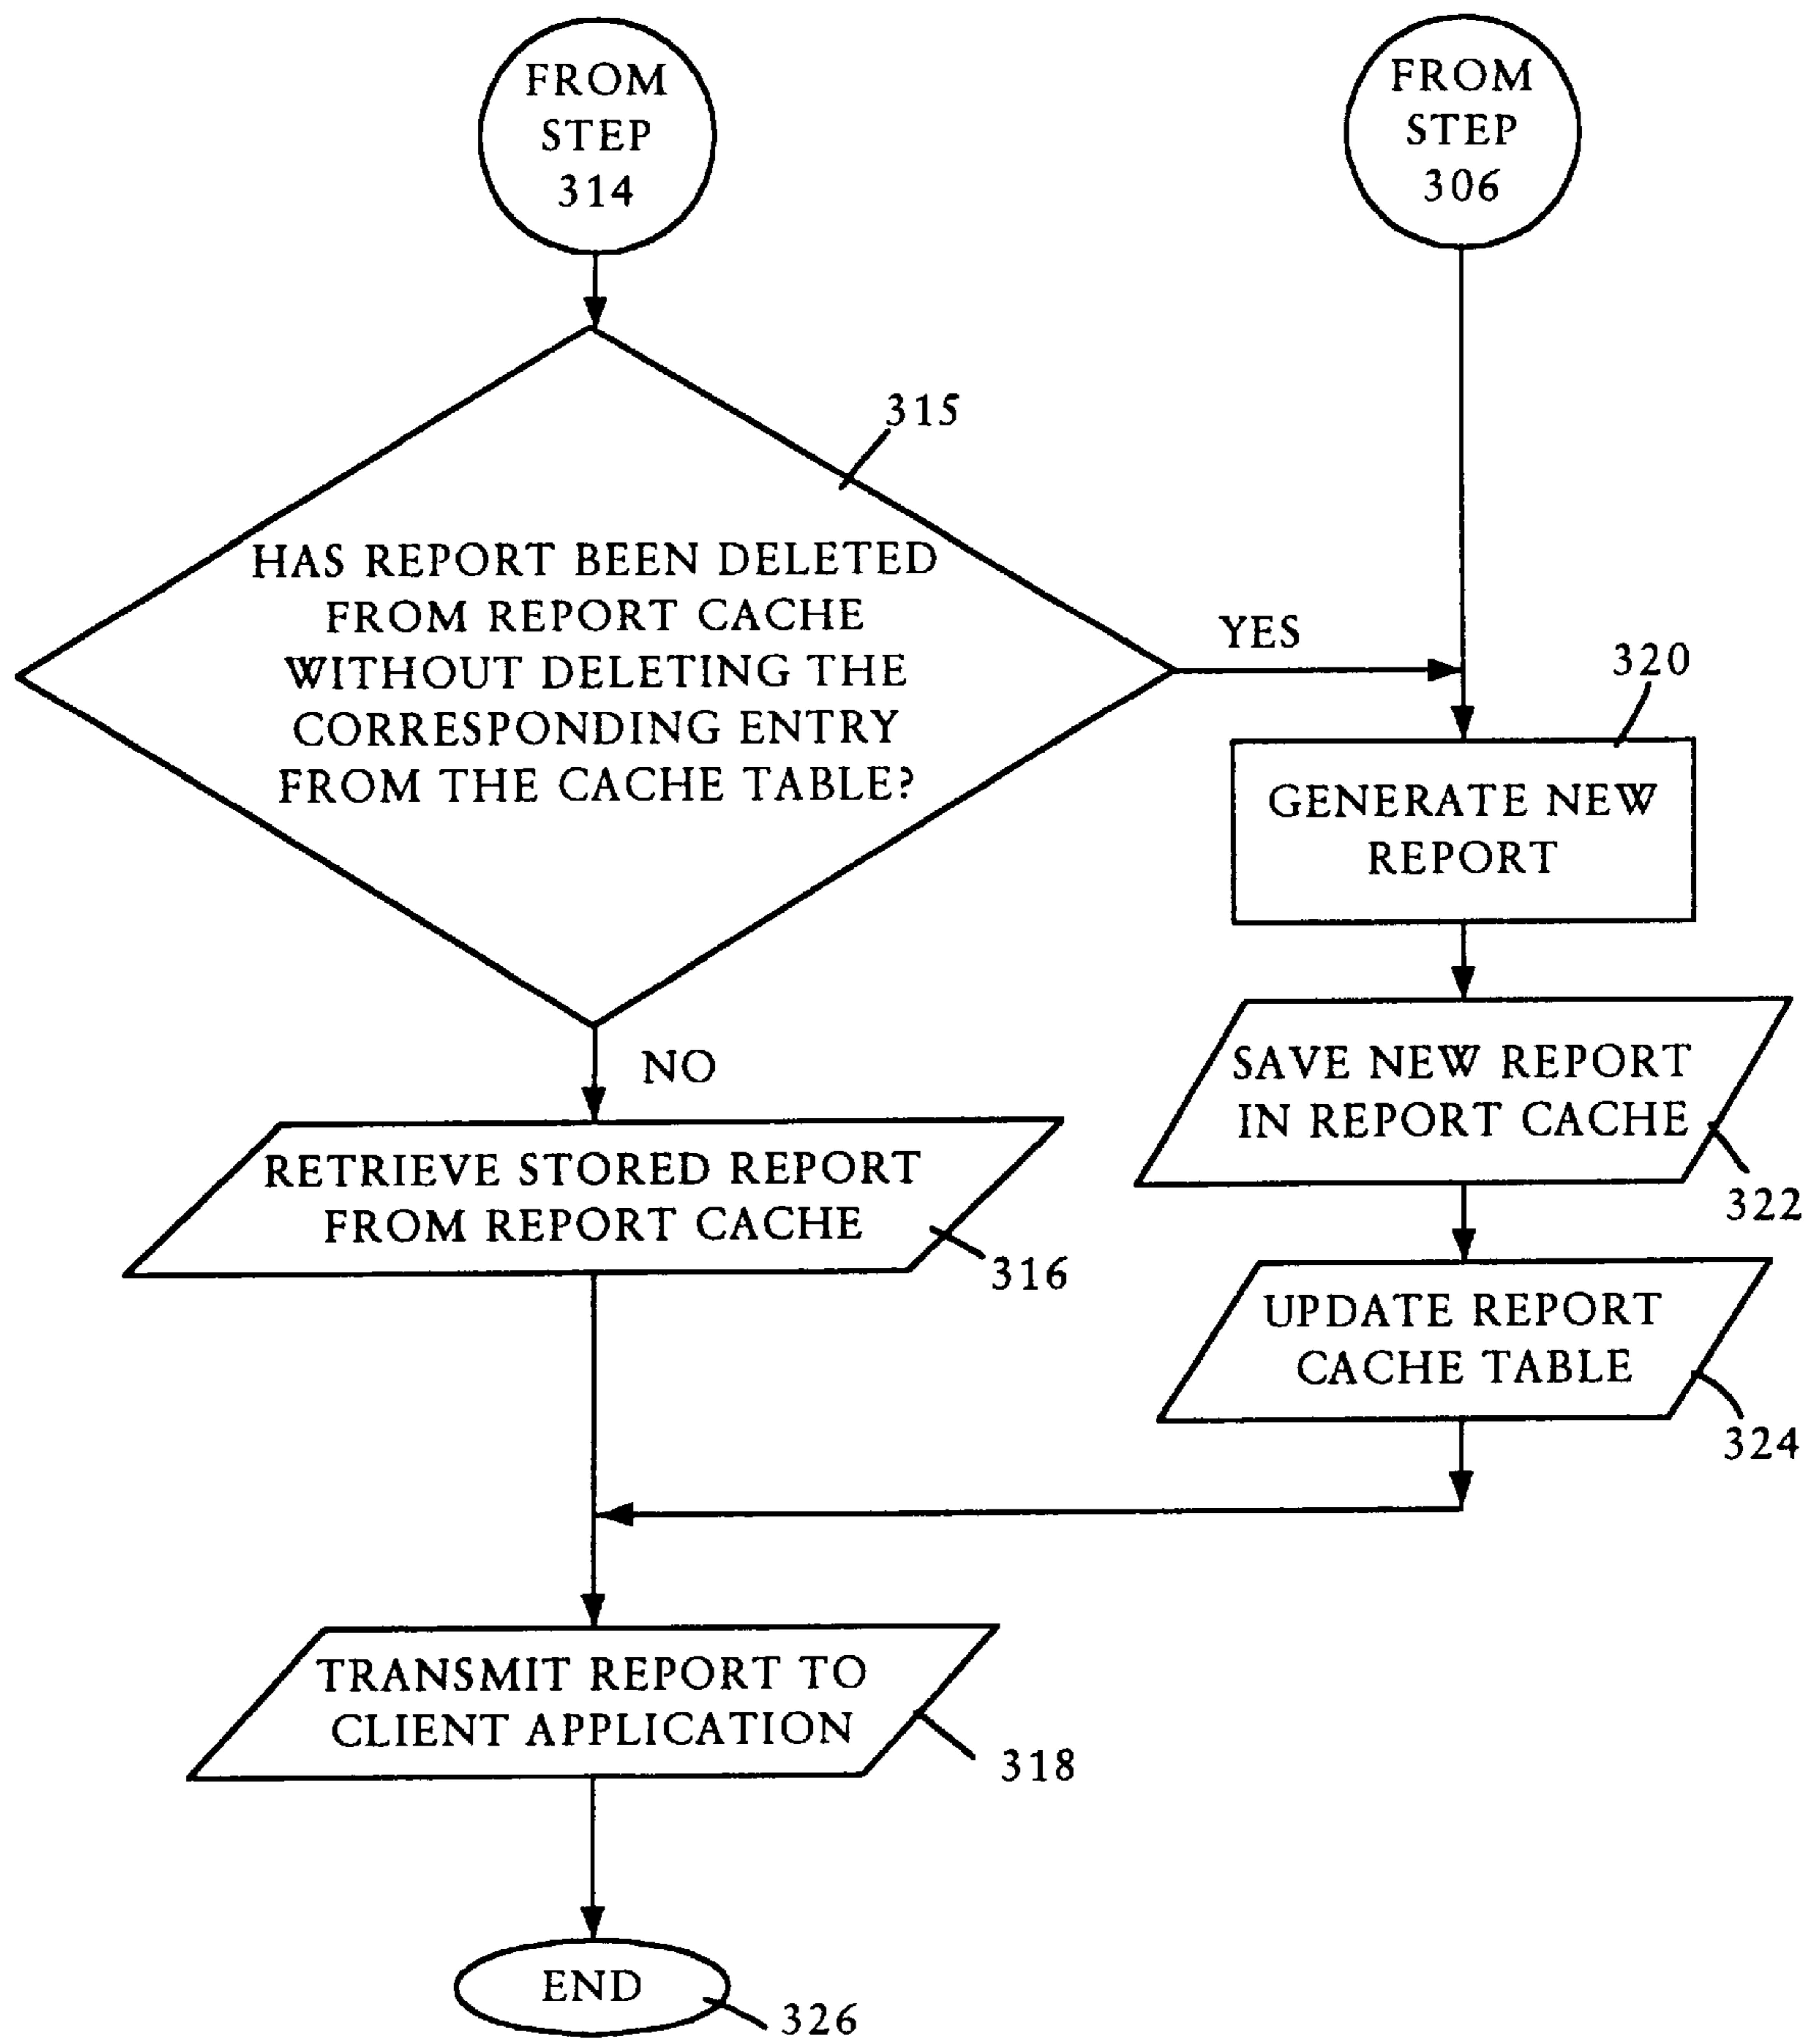 FROM
STEP
314
FROM
STEP
306
315
HAS REPORT BEEN DELETED
FROM REPORT CACHE
WITHOUT DELETING THE
CORRESPONDING ENTRY
FROM THE CACHE TABLE?
YES
320
GENERATE NEW
REPORT
NO
SAVE NEW REPORT
IN REPORT CACHE
322
RETRIEVE STORED REPORT
FROM REPORT CACHE
316
UPDATE REPORT
CACHE TABLE
324
TRANSMIT REPORT TO
CLIENT APPLICATION
318
END
326